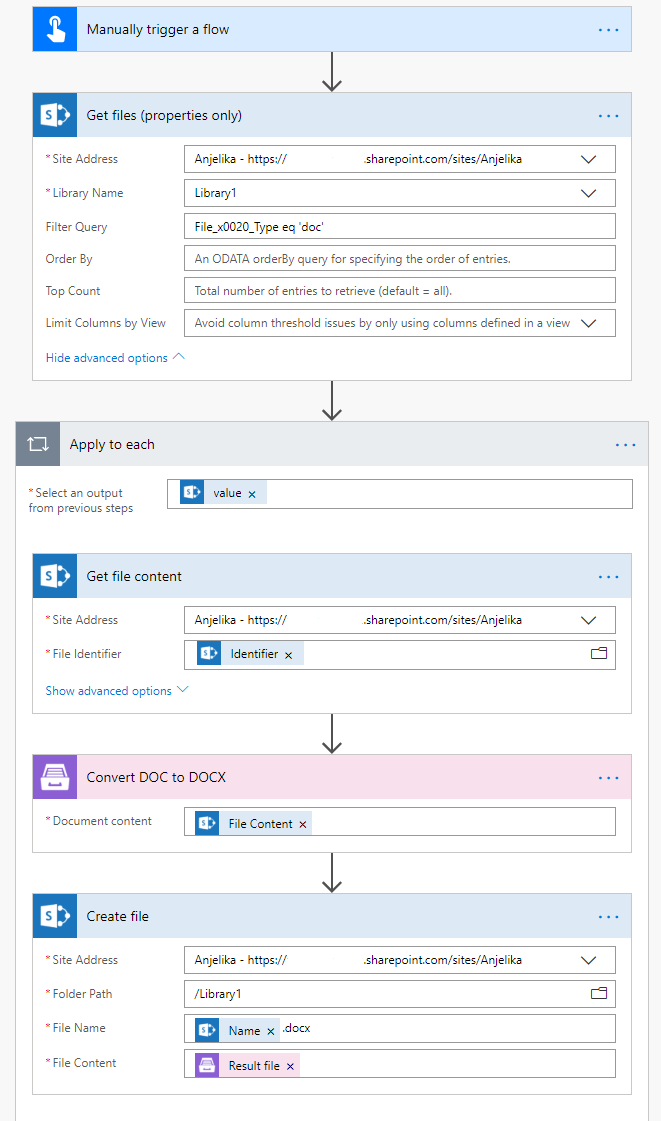 Manually trigger a flow
Get files (properties only)
* Site Address Anjelika - https:// .sharepoint.com/sites/Anjelika
* Library Name Library1
Filter Query File_x0020_Type eq 'doc'
Order By An ODATA orderBy query for specifying the order of entries.
Top Count Total number of entries to retrieve (default = all).
Limit Columns by View Avoid column threshold issues by only using columns defined in a view
Hide advanced options
Apply to each
* Select an output
from previous steps
value ×
Get file content
* Site Address Anjelika - https:// .sharepoint.com/sites/Anjelika
* File Identifier Identifier ×
Show advanced options
Convert DOC to DOCX
* Document content File Content ×
Create file
* Site Address Anjelika - https:// .sharepoint.com/sites/Anjelika
* Folder Path /Library1
* File Name Name × .docx
* File Content Result file ×